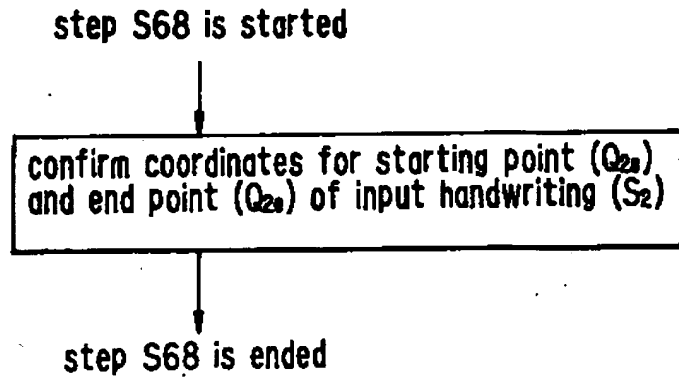 step S68 is started
confirm coordinates for starting point (Q2s)
and end point (Q2e) of input handwriting (S2)
step S68 is ended